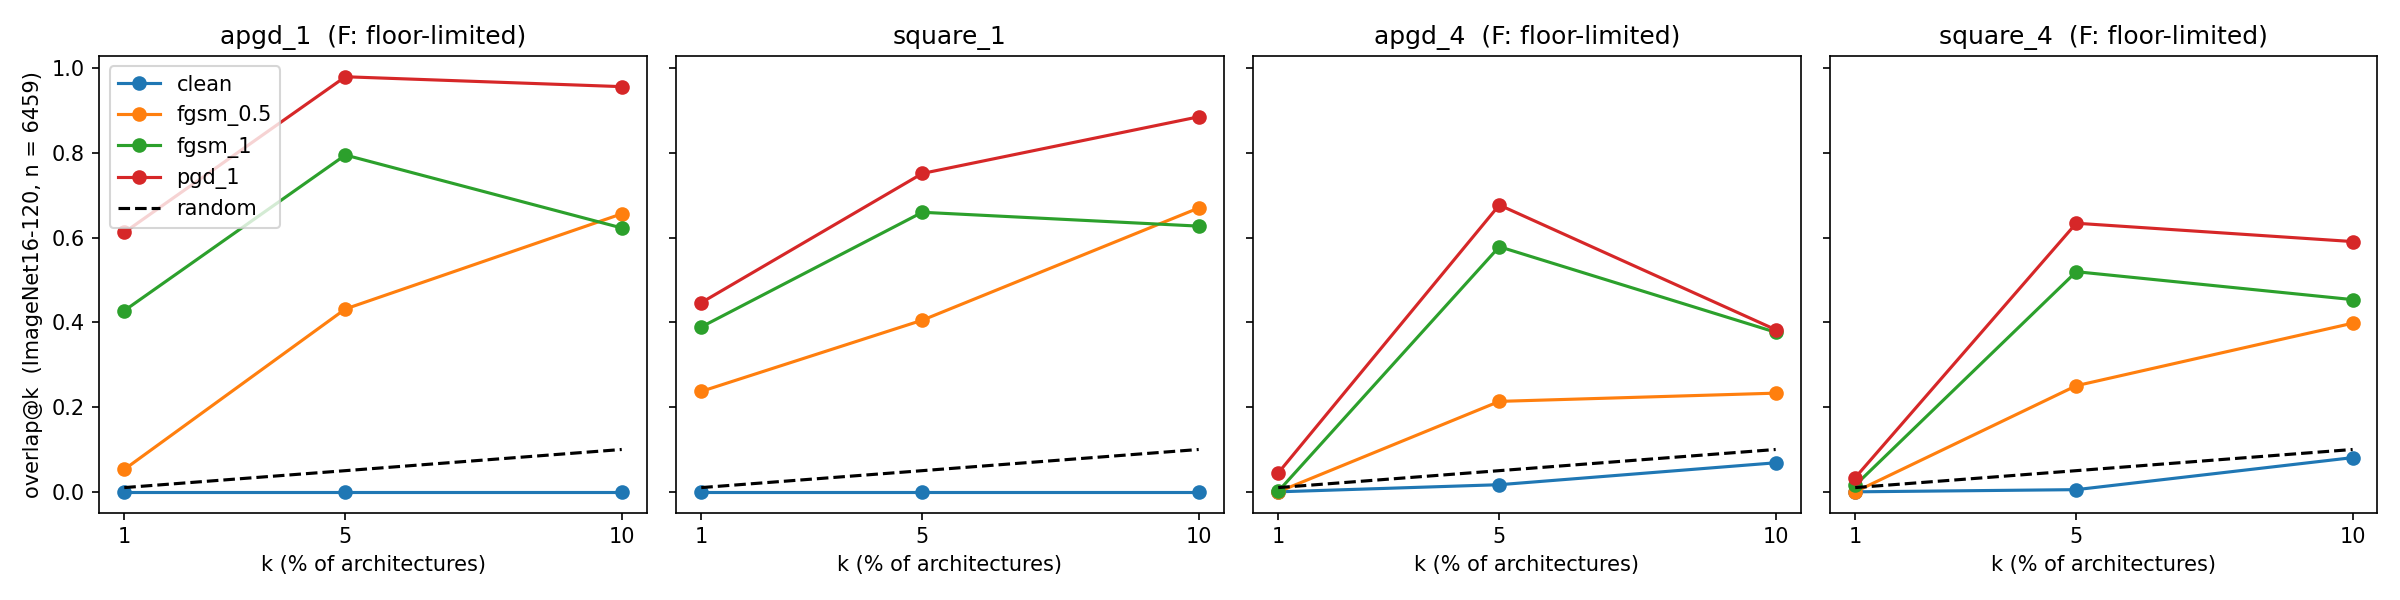 apgd_1  (F: floor-limited)
square_1
apgd_4  (F: floor-limited)
square_4  (F: floor-limited)
overlap@k  (ImageNet16-120, n = 6459)
1.0
0.8
0.6
0.4
0.2
0.0
clean
fgsm_0.5
fgsm_1
pgd_1
random
1 5 10
1 5 10
1 5 10
1 5 10
k (% of architectures)
k (% of architectures)
k (% of architectures)
k (% of architectures)